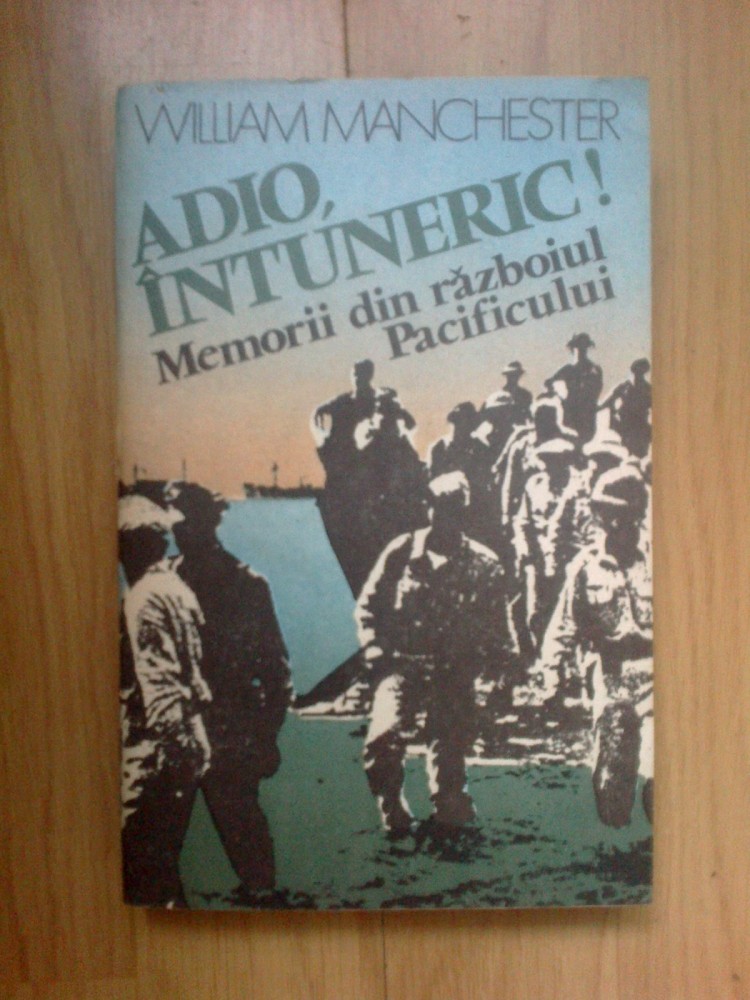 WILLIAM MANCHESTER
ADIO,
ÎNTUNERIC!
Memorii din războiul
Pacificului